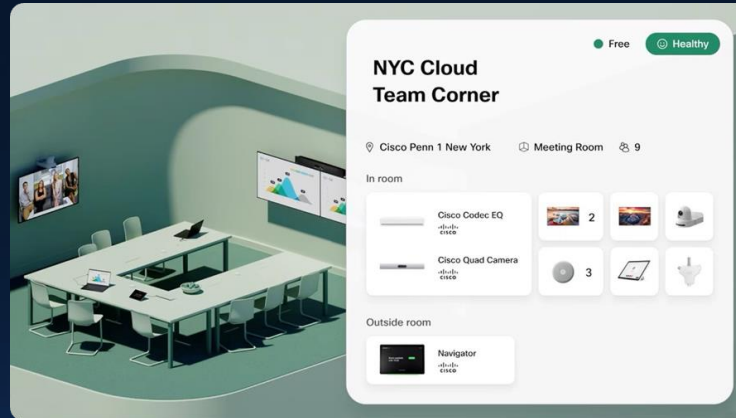 Free
Healthy
NYC Cloud
Team Corner
Cisco Penn 1 New York
Meeting Room
9
In room
Cisco Codec EQ
CISCO
2
Cisco Quad Camera
CISCO
3
Outside room
Navigator
CISCO